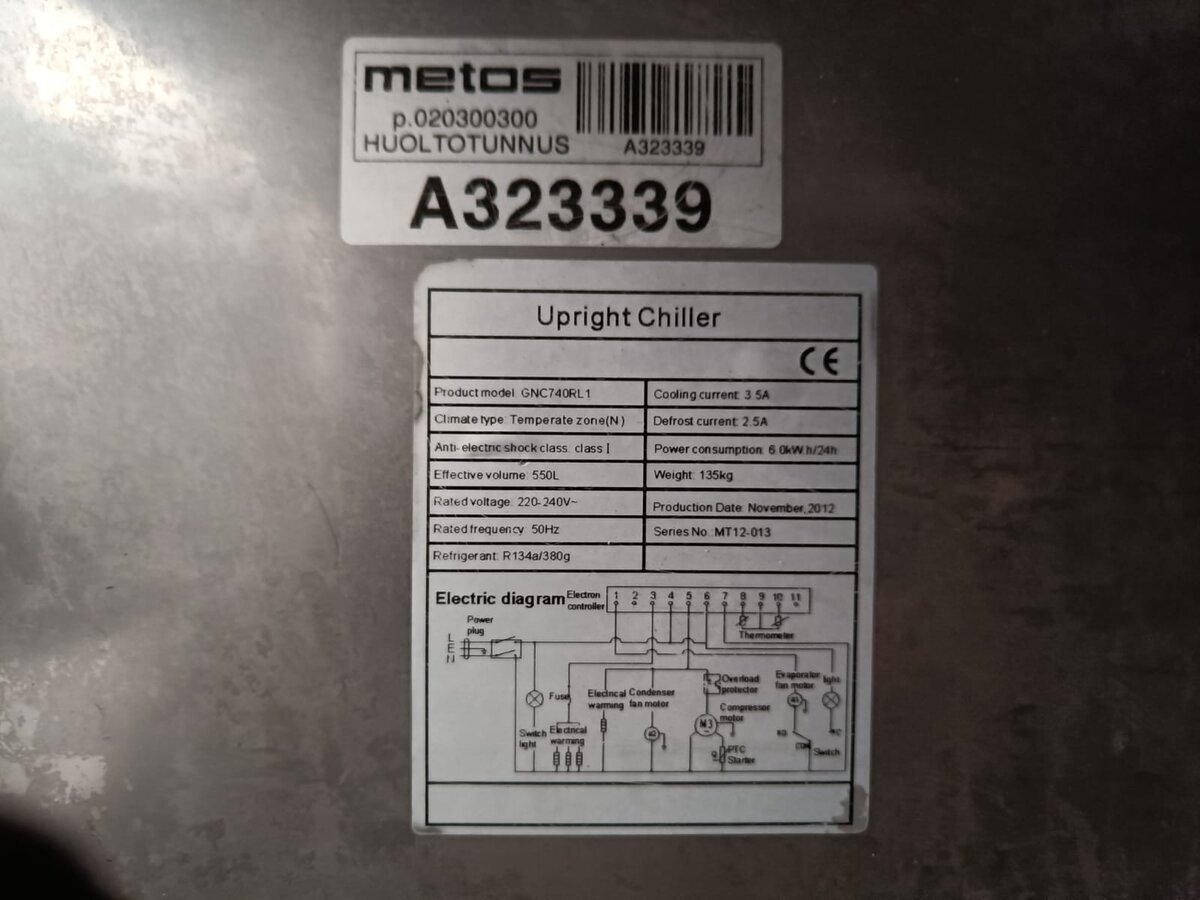 metos
p.020300300
HUOLTOTUNNUS
A323339
A323339
Upright Chiller
CE
Product model: GNC740RL1
Cooling current: 3.5A
Climate type: Temperate zone(N)
Defrost current: 2.5A
Anti-electric shock class: class I
Power consumption: 6.0kW.h/24h
Effective volume: 550L
Weight: 135kg
Rated voltage: 220-240V~
Production Date: November,2012
Rated frequency: 50Hz
Series No.: MT12-013
Refrigerant: R134a/380g
Electric diagram
Electron controller
1 2 3 4 5 6 7 8 9 10 11
Thermometer
Power
plug
L
E
N
Fuse
Switch
light
Electrical
warming
Electrical
warming
Condenser
fan motor
Overload
protector
Compressor
motor
M3
PTC
Starter
Evaporator
fan motor
light
Switch